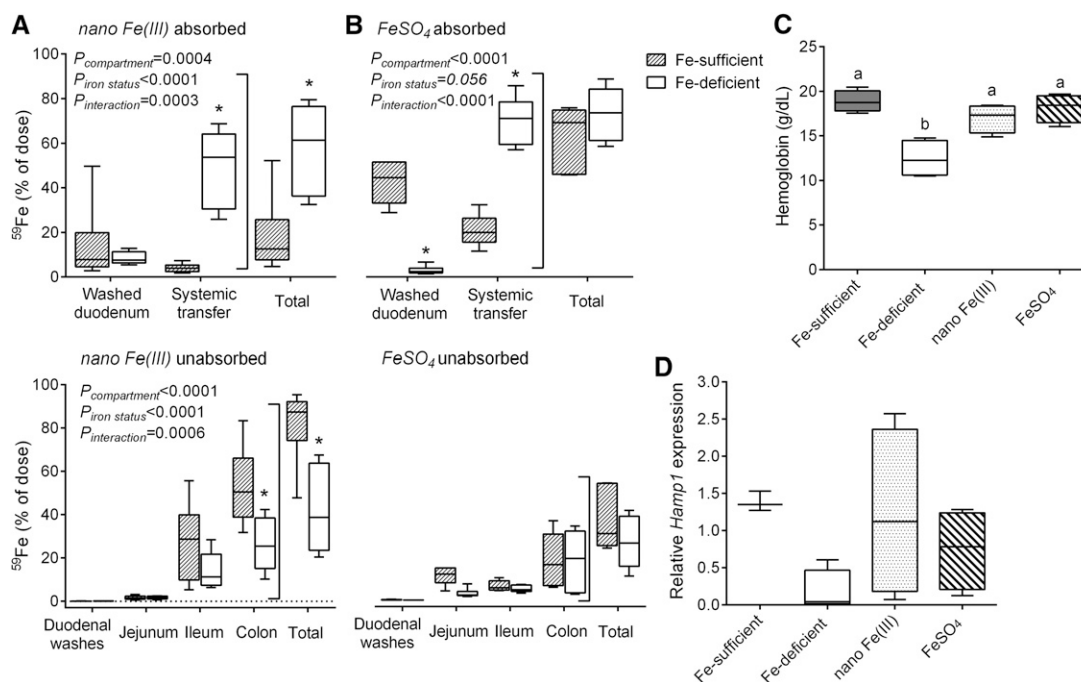 A
nano Fe(III) absorbed
P compartment=0.0004
P iron status<0.0001
P interaction=0.0003
100
80
60
40
20
0
59Fe (% of dose)
*
*
Washed
duodenum
Systemic
transfer
Total
B
FeSO4 absorbed
P compartment<0.0001
P iron status=0.056
P interaction<0.0001
*
*
Washed
duodenum
Systemic
transfer
Total
Fe-sufficient
Fe-deficient
C
25
20
15
10
5
0
Hemoglobin (g/dL)
a
b
a
a
Fe-sufficient
Fe-deficient
nano Fe(III)
FeSO4
nano Fe(III) unabsorbed
P compartment<0.0001
P iron status<0.0001
P interaction=0.0006
100
80
60
40
20
0
59Fe (% of dose)
*
*
Duodenal
washes
Jejunum
Ileum
Colon
Total
FeSO4 unabsorbed
Duodenal
washes
Jejunum
Ileum
Colon
Total
D
3.0
2.5
2.0
1.5
1.0
0.5
0.0
Relative Hamp1 expression
Fe-sufficient
Fe-deficient
nano Fe(III)
FeSO4